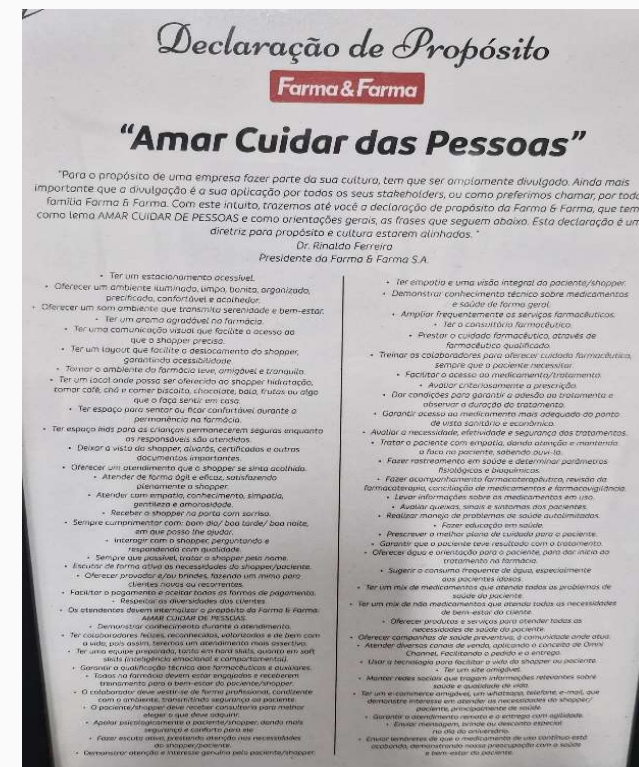 Declaração de Propósito
Farma & Farma
“Amar Cuidar das Pessoas”
"Para o propósito de uma empresa fazer parte da sua cultura, tem que ser amplamente divulgado. Ainda mais
importante que a divulgação é a sua aplicação por todos os seus stakeholders, ou como preferimos chamar, por toda
família Farma & Farma. Com este intuito, trazemos até você a declaração de propósito da Farma & Farma, que tem
como lema AMAR CUIDAR DE PESSOAS e como orientações gerais, as frases que seguem abaixo. Esta declaração é um
diretriz para propósito e cultura estarem alinhados. "
Dr. Rinaldo Ferreira
Presidente da Farma & Farma S.A.
• Ter um estacionamento acessível.
• Oferecer um ambiente iluminado, limpo, bonito, organizado,
precificado, confortável e acolhedor.
• Oferecer um som ambiente que transmita serenidade e bem-estar.
• Ter um aroma agradável na farmácia.
• Ter uma comunicação visual que facilite o acesso ao
que o shopper precisa.
• Ter um layout que facilite o deslocamento do shopper,
garantindo acessibilidade.
• Tornar o ambiente da farmácia leve, amigável e tranquilo.
• Ter um local onde possa ser oferecido ao shopper hidratação,
tomar café, chá e comer biscoito, chocolate, bala, frutas ou algo
que o faça sentir em casa.
• Ter espaço para sentar ou ficar confortável durante a
permanência na farmácia.
• Ter espaço kids para as crianças permanecerem seguras enquanto
os responsáveis são atendidos.
• Deixar a vista do shopper, alvarás, certificados e outros
documentos importantes.
• Oferecer um atendimento que o shopper se sinta acolhido.
• Atender de forma ágil e eficaz, satisfazendo
plenamente o shopper.
• Atender com empatia, conhecimento, simpatia,
gentileza e amorosidade.
• Receber o shopper na porta com sorriso.
• Sempre cumprimentar com: bom dia/ boa tarde/ boa noite,
em que posso lhe ajudar.
• Interagir com o shopper, perguntando e
respondendo com qualidade.
• Sempre que possível, tratar o shopper pelo nome.
• Escutar de forma ativa as necessidades do shopper/paciente.
• Oferecer provador e/ou brindes, fazendo um mimo para
clientes novos ou recorrentes.
• Facilitar o pagamento e aceitar todas as formas de pagamento.
• Respeitar as diversidades dos clientes
• Os atendentes devem internalizar o propósito da Farma & Farma:
AMAR CUIDAR DE PESSOAS.
• Demonstrar conhecimento durante o atendimento.
• Ter colaboradores felizes, reconhecidos, valorizados e de bem com
a vida, pois assim, teremos um atendimento mais assertivo.
• Ter uma equipe preparada, tanto em hard skills, quanto em soft
skills (inteligência emocional e comportamental).
• Garantir a qualificação técnica dos farmacêuticos e auxiliares.
• Todos na farmácia devem estar engajados e receberem
treinamento para o bem-estar do paciente/shopper.
• O colaborador deve vestir-se de forma profissional, condizente
com o ambiente, transmitindo segurança ao paciente.
• O paciente/shopper deve receber consultoria para melhor
eleger o que deve adquirir.
• Apoiar psicologicamente o paciente/shopper, dando mais
segurança e conforto para ele
• Fazer escuta ativa, prestando atenção nas necessidades
do shopper/paciente.
• Demonstrar atenção e interesse genuíno pelo paciente/shopper.
• Ter empatia e uma visão integral do paciente/shopper.
• Demonstrar conhecimento técnico sobre medicamentos
e saúde de forma geral.
• Ampliar frequentemente os serviços farmacêuticos.
• Ter o consultório farmacêutico.
• Prestar o cuidado farmacêutico, através de
farmacêutico qualificado.
• Treinar os colaboradores para oferecer cuidado farmacêutico,
sempre que o paciente necessitar.
• Facilitar o acesso ao medicamento/tratamento.
• Avaliar criteriosamente a prescrição.
• Dar condições para garantir a adesão ao tratamento e
observar a duração do tratamento.
• Garantir acesso ao medicamento mais adequado do ponto
de vista sanitário e econômico.
• Avaliar a necessidade, efetividade e segurança dos tratamentos.
• Tratar o paciente com empatia, dando atenção e mantendo
o foco no paciente, sabendo ouvi-lo.
• Fazer rastreamento em saúde e determinar parâmetros
fisiológicos e bioquímicos.
• Fazer acompanhamento farmacoterapêutico, revisão da
farmacoterapia, conciliação de medicamentos e farmacovigilância.
• Levar informações sobre os medicamentos em uso.
• Avaliar queixas, sinais e sintomas dos pacientes.
• Realizar manejo de problemas de saúde autolimitados.
• Fazer educação em saúde.
• Prescrever o melhor plano de cuidado para o paciente.
• Garantir que o paciente teve resultado com o tratamento.
• Oferecer água e orientação para o paciente, para dar início do
tratamento na farmácia.
• Sugerir o consumo frequente de água, especialmente
aos pacientes idosos.
• Ter um mix de medicamentos que atenda todos os problemas de
saúde do paciente.
• Ter um mix de não medicamentos que atenda todas as necessidades
de bem-estar do cliente
• Oferecer produtos e serviços para atender todas as
necessidades de saúde do paciente.
• Oferecer campanhas de saúde preventiva, à comunidade onde atua.
• Atender diversos canais de venda, aplicando o conceito de Omni
Channel, Facilitando o pedido e a entrega.
• Usar a tecnologia para facilitar a vida do shopper ou paciente.
• Ter um site amigável.
• Manter redes sociais que tragam informações relevantes sobre
saúde e qualidade de vida.
• Ter um e-commerce amigável, um whatsapp, telefone, e-mail, que
demonstre interesse em atender as necessidades do shopper/
paciente, principalmente de saúde.
• Garantir o atendimento remoto e a entrega com agilidade.
• Enviar mensagem, brinde ou desconto especial
no dia do aniversário.
• Enviar lembretes de que o medicamento de uso contínuo está
acabando, demonstrando nossa preocupação com a saúde
e bem-estar do paciente.